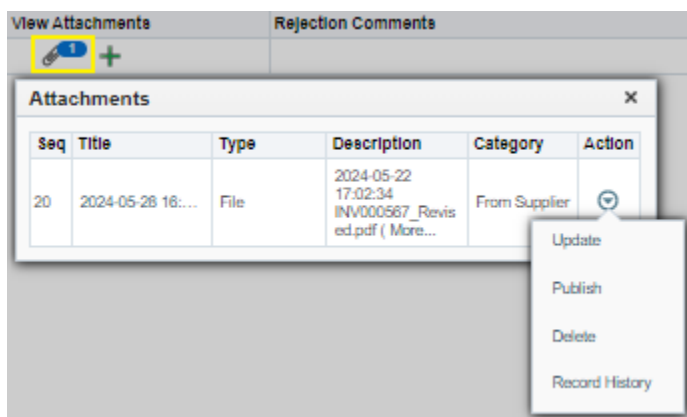 View Attachments Rejection Comments
1
Attachments
Seq Title Type Description Category Action
20 2024-05-28 16:... File 2024-05-22 17:02:34 INV000567_Revis ed.pdf ( More... From Supplier
Update
Publish
Delete
Record History